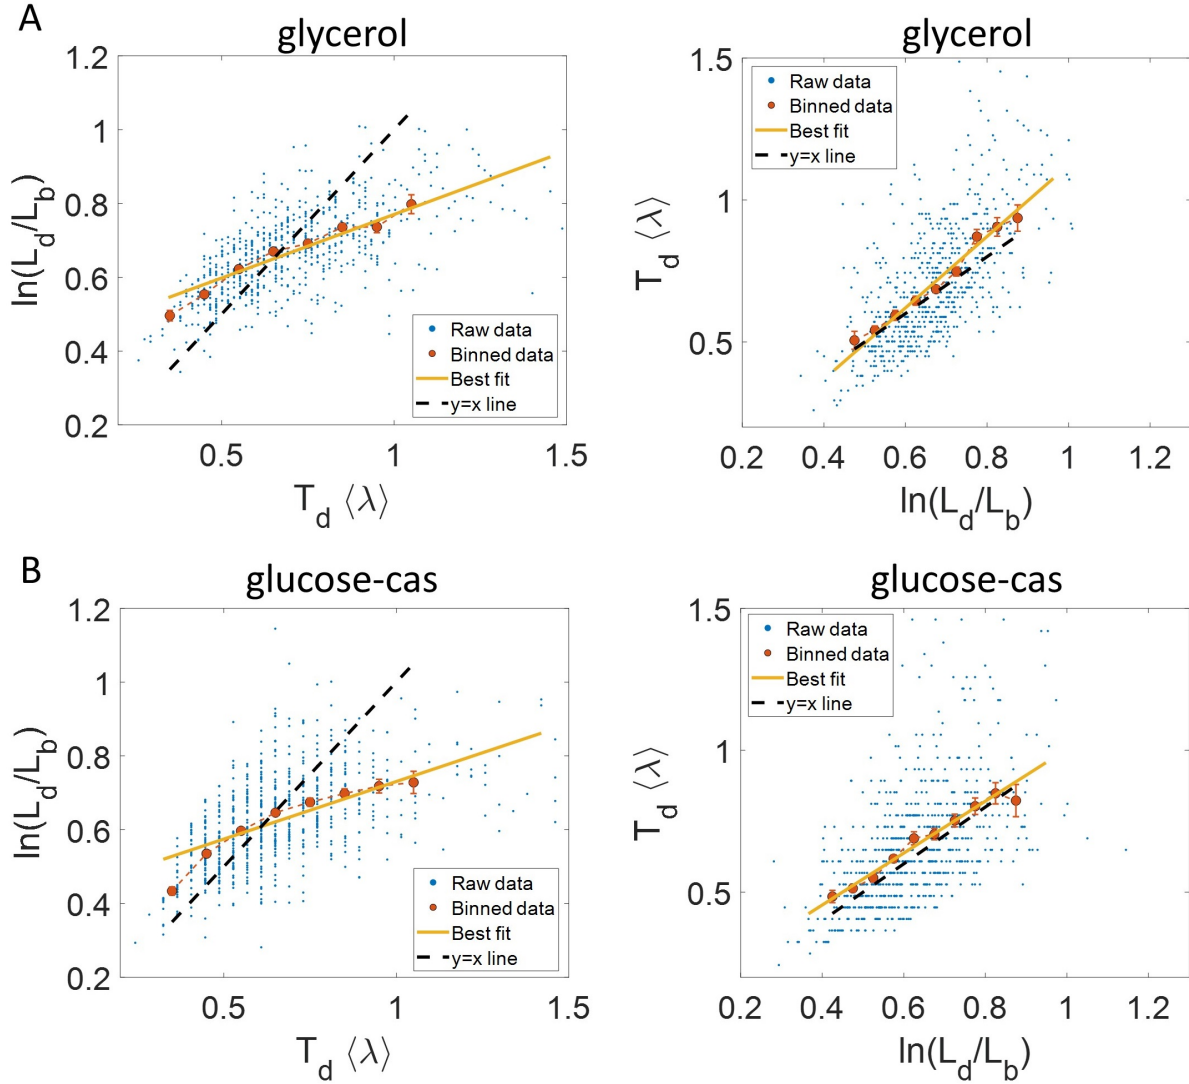 A
glycerol
1.2
1
0.8
0.6
0.4
0.2
ln(L_d/L_b)
0.5
1
1.5
T_d ⟨λ⟩
Raw data
Binned data
Best fit
y=x line
glycerol
1.5
1
0.5
T_d ⟨λ⟩
0.2
0.4
0.6
0.8
1
1.2
ln(L_d/L_b)
Raw data
Binned data
Best fit
y=x line
B
glucose-cas
1.2
1
0.8
0.6
0.4
0.2
ln(L_d/L_b)
0.5
1
1.5
T_d ⟨λ⟩
Raw data
Binned data
Best fit
y=x line
glucose-cas
1.5
1
0.5
T_d ⟨λ⟩
0.2
0.4
0.6
0.8
1
1.2
ln(L_d/L_b)
Raw data
Binned data
Best fit
y=x line